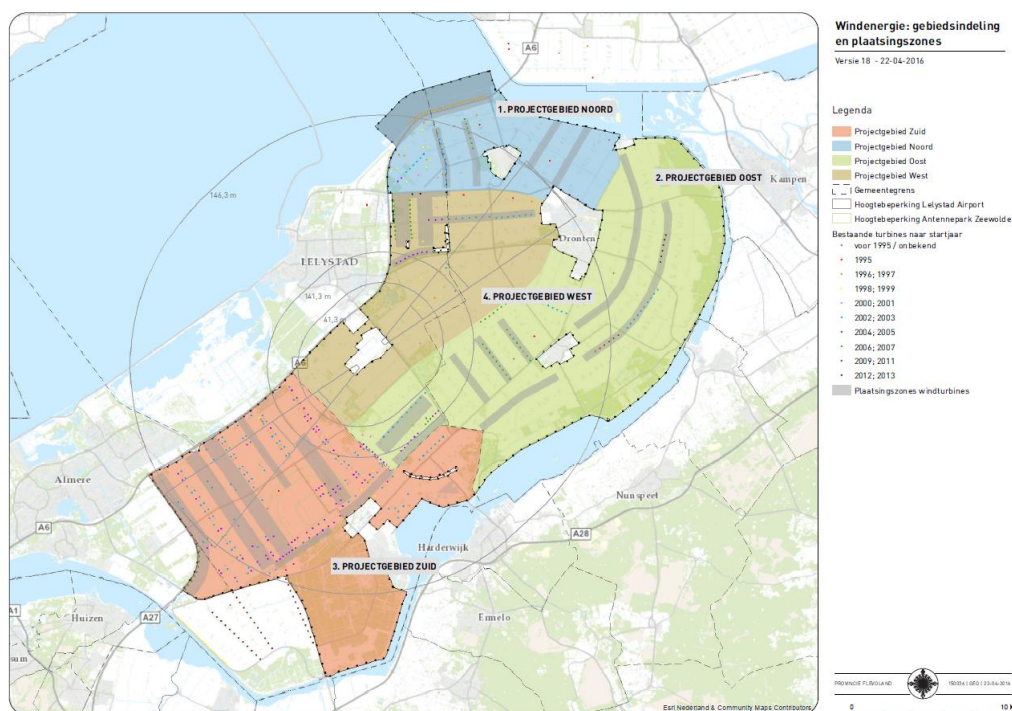 Windenergie: gebiedsindeling
en plaatsingszones
Versie 18 - 22-04-2016
Legenda
Projectgebied Zuid
Projectgebied Noord
Projectgebied Oost
Projectgebied West
Gemeentegrens
Hoogtebeperking Lelystad Airport
Hoogtebeperking Antennepark Zeewolde
Bestaande turbines naar startjaar
voor 1995 / onbekend
1995
1996; 1997
1998; 1999
2000; 2001
2002; 2003
2004; 2005
2006; 2007
2009; 2011
2012; 2013
Plaatsingszones windturbines
A6
1. PROJECTGEBIED NOORD
2. PROJECTGEBIED OOST
Kampen
146,3 m
Dronten
LELYSTAD
141,3 m
4. PROJECTGEBIED WEST
41,3 m
A6
Almere
A6
Nunspeet
A28
Harderwijk
3. PROJECTGEBIED ZUID
A1
Huizen
A27
Ermelo
sum
Esri Nederland & Community Maps Contributors
PROVINCIE FLEVOLAND
0
10 K